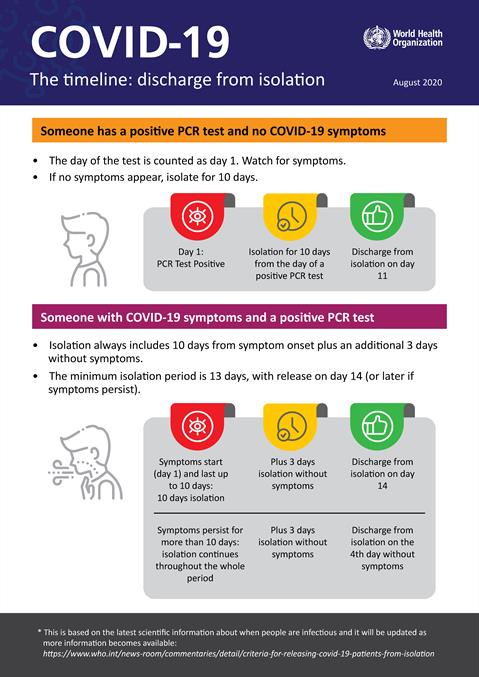 COVID-19
World Health
Organization
The timeline: discharge from isolation
August 2020
Someone has a positive PCR test and no COVID-19 symptoms
• The day of the test is counted as day 1. Watch for symptoms.
• If no symptoms appear, isolate for 10 days.
Day 1:
PCR Test Positive
Isolation for 10 days
from the day of a
positive PCR test
Discharge from
isolation on day
11
Someone with COVID-19 symptoms and a positive PCR test
• Isolation always includes 10 days from symptom onset plus an additional 3 days
without symptoms.
• The minimum isolation period is 13 days, with release on day 14 (or later if
symptoms persist).
Symptoms start
(day 1) and last up
to 10 days:
10 days isolation
Plus 3 days
isolation without
symptoms
Discharge from
isolation on day
14
Symptoms persist for
more than 10 days:
isolation continues
throughout the whole
period
Plus 3 days
isolation without
symptoms
Discharge from
isolation on the
4th day without
symptoms
* This is based on the latest scientific information about when people are infectious and it will be updated as
more information becomes available:
https://www.who.int/news-room/commentaries/detail/criteria-for-releasing-covid-19-patients-from-isolation